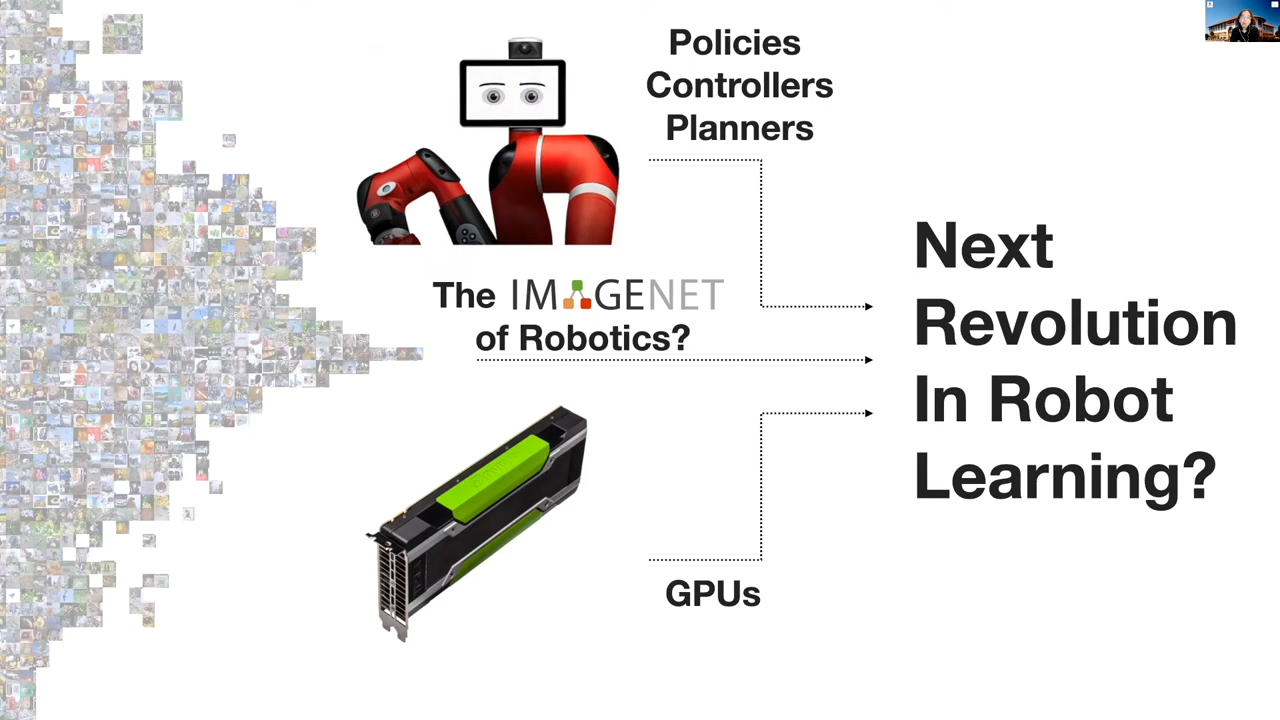 Policies
Controllers
Planners
The IMAGENET
of Robotics?
GPUs
Next
Revolution
In Robot
Learning?